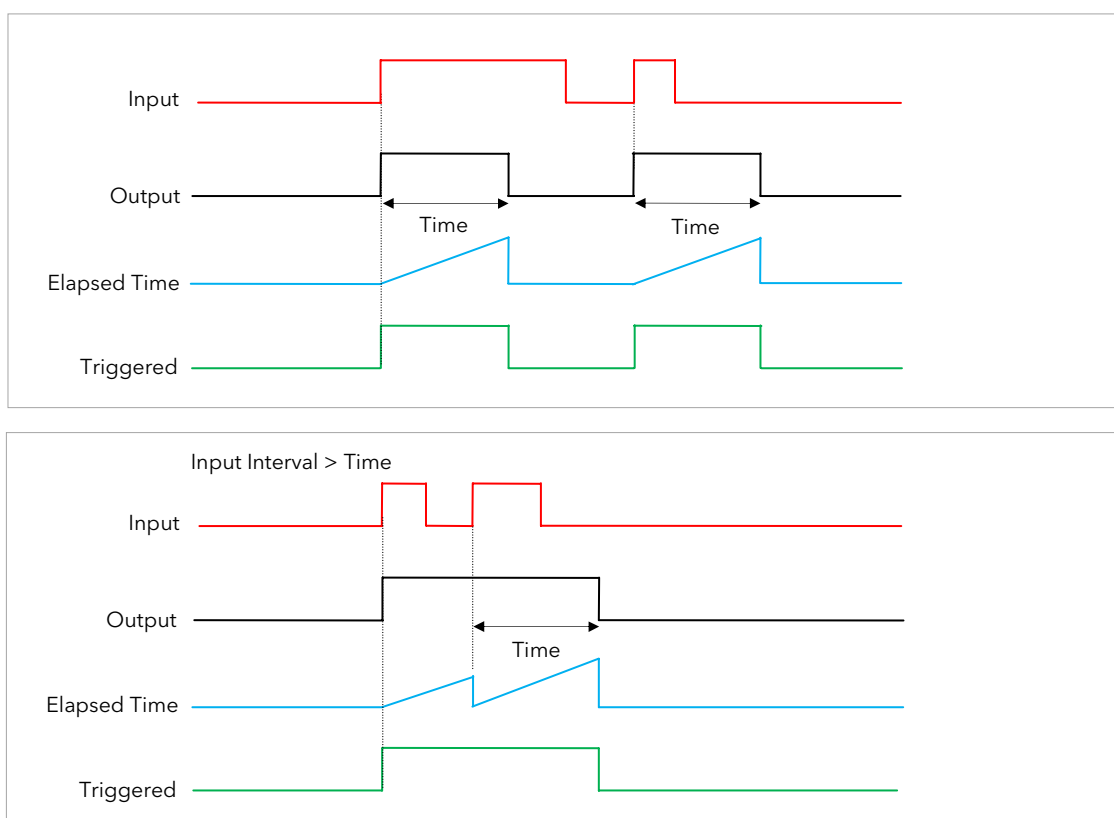 Input
Output
Time
Time
Elapsed Time
Triggered
Input Interval > Time
Input
Output
Time
Elapsed Time
Triggered